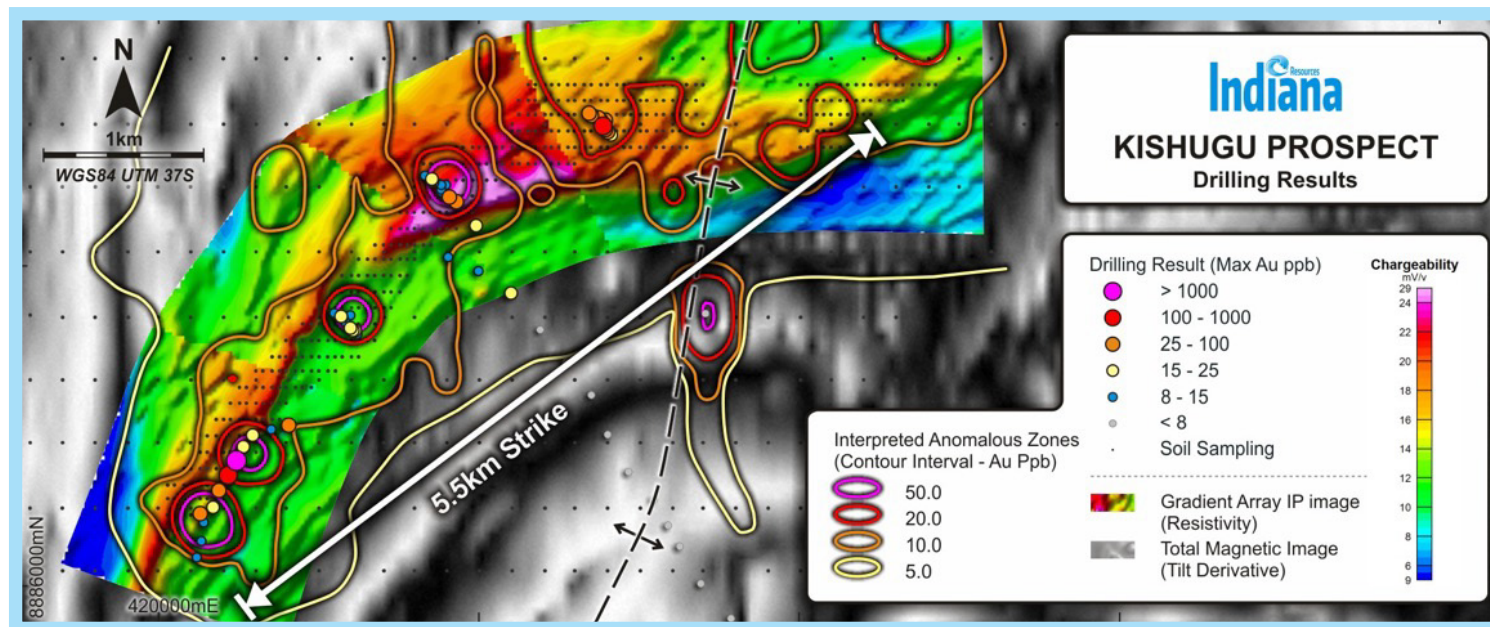 N
1km
WGS84 UTM 37S
8886000mN
420000mE
5.5km Strike
Indiana
Resources
KISHUGU PROSPECT
Drilling Results
Drilling Result (Max Au ppb)
> 1000
100 - 1000
25 - 100
15 - 25
8 - 15
< 8
Soil Sampling
Gradient Array IP image
(Resistivity)
Total Magnetic Image
(Tilt Derivative)
Chargeability
mV/v
29
24
22
20
18
16
14
12
10
8
6
9
Interpreted Anomalous Zones
(Contour Interval - Au Ppb)
50.0
20.0
10.0
5.0